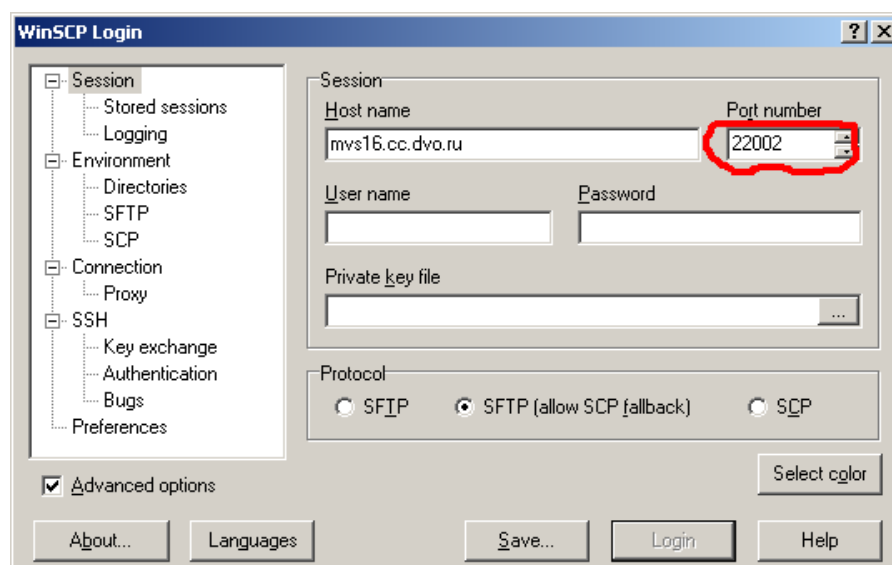 WinSCP Login
Session
Stored sessions
Logging
Environment
Directories
SFTP
SCP
Connection
Proxy
SSH
Key exchange
Authentication
Bugs
Preferences
Advanced options
Session
Host name Port number
mvs16.cc.dvo.ru 22002
User name Password
Private key file
...
Protocol
SFTP SFTP (allow SCP fallback) SCP
Select color
About... Languages Save... Login Help